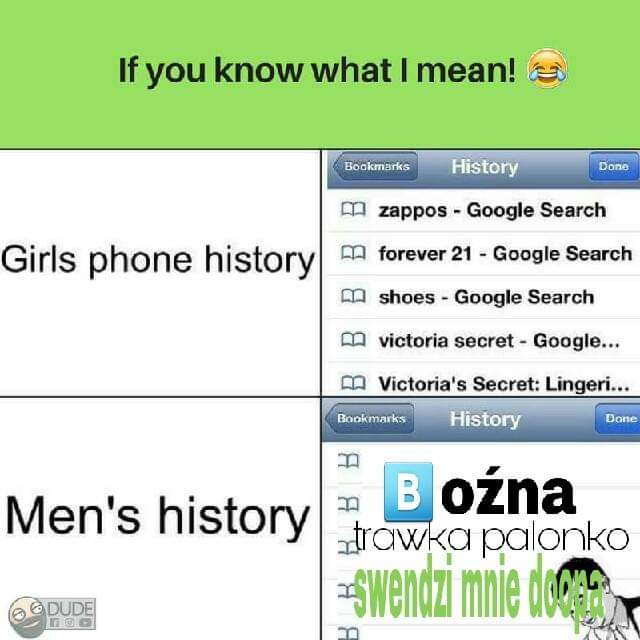 If you know what I mean! 😂
Girls phone history
Bookmarks History Done
zappos - Google Search
forever 21 - Google Search
shoes - Google Search
victoria secret - Google...
Victoria's Secret: Lingeri...
Men's history
Bookmarks History Done
🅱oźna
trawka palonko
swendzi mnie doopa
DUDE